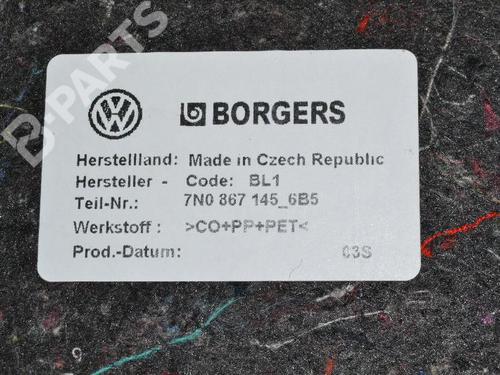 B-PARTS
BORGERS
Herstellland: Made in Czech Republic
Hersteller - Code: BL1
Teil-Nr.: 7N0 867 145_6B5
Werkstoff : >CO+PP+PET<
Prod.-Datum: 03S